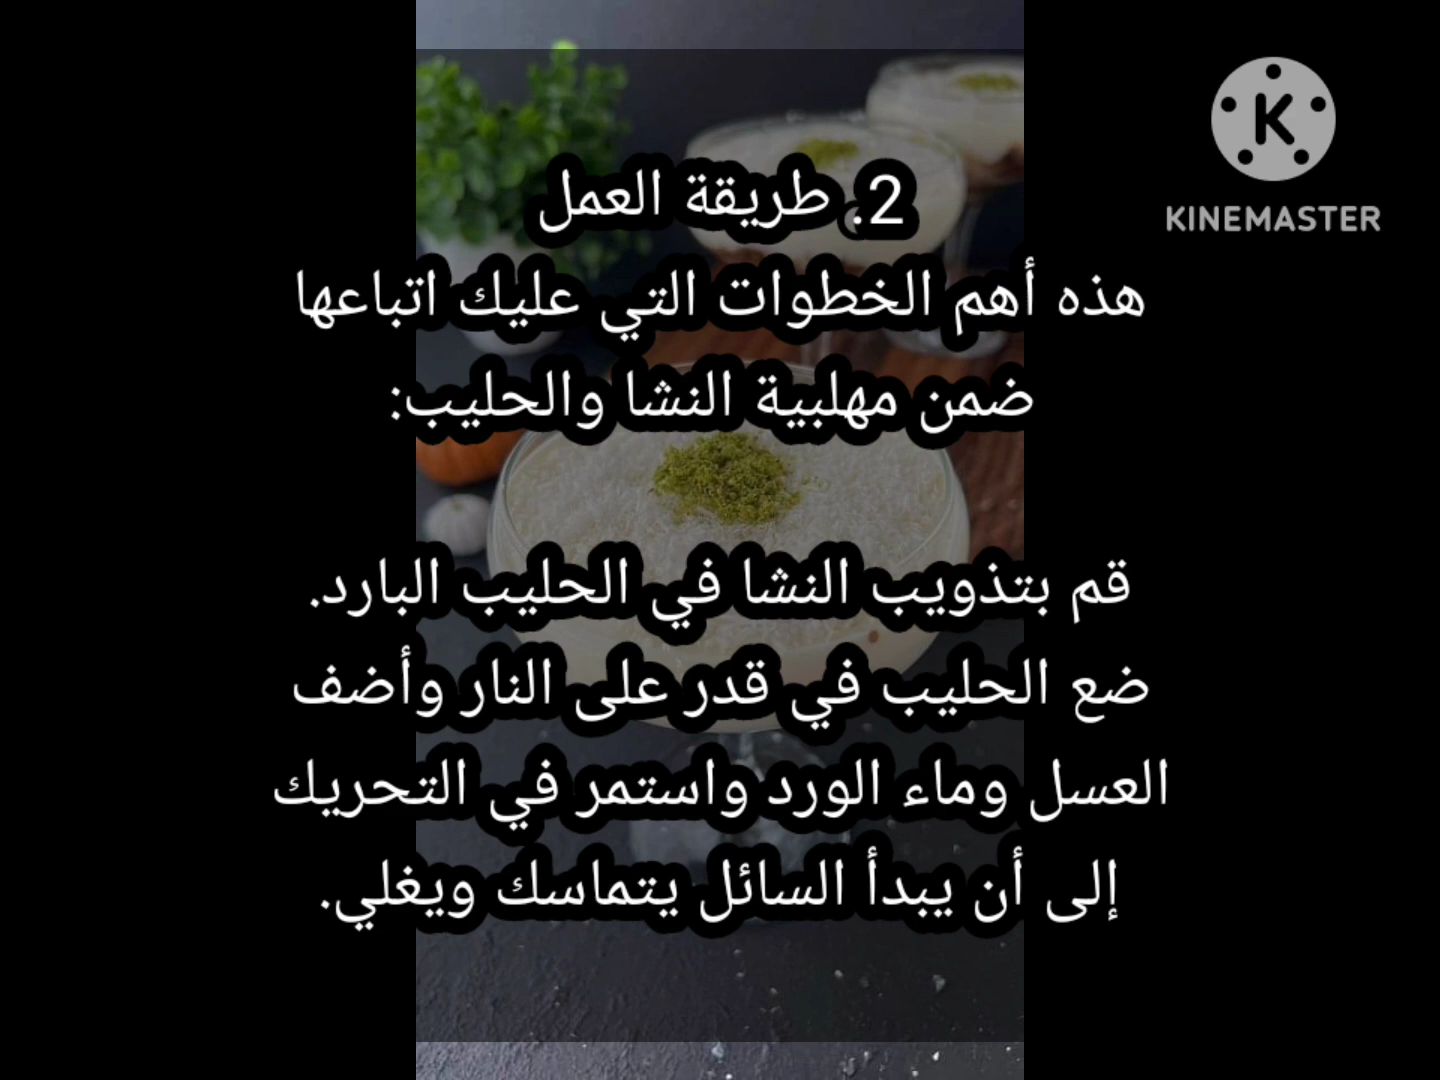 2. طريقة العمل
هذه أهم الخطوات التي عليك اتباعها
ضمن مهلبية النشا والحليب:
قم بتذويب النشا في الحليب البارد.
ضع الحليب في قدر على النار وأضف
العسل وماء الورد واستمر في التحريك
إلى أن يبدأ السائل يتماسك ويغلي.
K
KINEMASTER